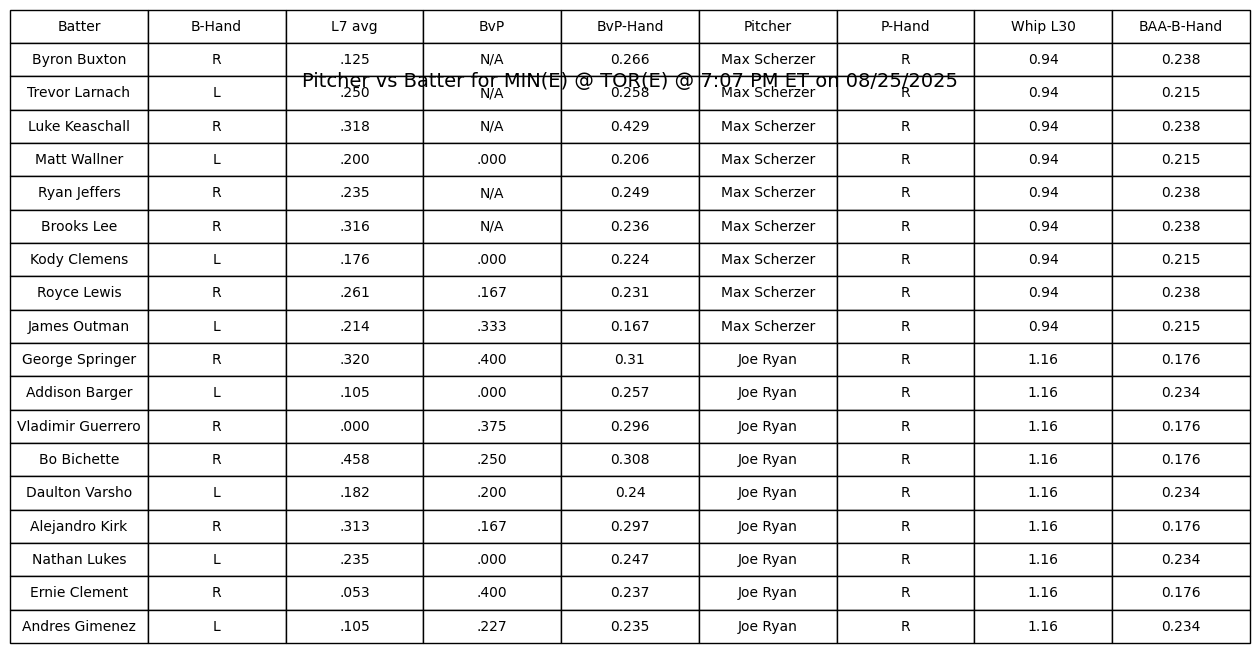 Batter B-Hand L7 avg BvP BvP-Hand Pitcher P-Hand Whip L30 BAA-B-Hand
Byron Buxton R .125 N/A 0.266 Max Scherzer R 0.94 0.238
Pitcher vs Batter for MIN(E) @ TOR(E) @ 7:07 PM ET on 08/25/2025
Trevor Larnach L .250 N/A 0.258 Max Scherzer R 0.94 0.215
Luke Keaschall R .318 N/A 0.429 Max Scherzer R 0.94 0.238
Matt Wallner L .200 .000 0.206 Max Scherzer R 0.94 0.215
Ryan Jeffers R .235 N/A 0.249 Max Scherzer R 0.94 0.238
Brooks Lee R .316 N/A 0.236 Max Scherzer R 0.94 0.238
Kody Clemens L .176 .000 0.224 Max Scherzer R 0.94 0.215
Royce Lewis R .261 .167 0.231 Max Scherzer R 0.94 0.238
James Outman L .214 .333 0.167 Max Scherzer R 0.94 0.215
George Springer R .320 .400 0.31 Joe Ryan R 1.16 0.176
Addison Barger L .105 .000 0.257 Joe Ryan R 1.16 0.234
Vladimir Guerrero R .000 .375 0.296 Joe Ryan R 1.16 0.176
Bo Bichette R .458 .250 0.308 Joe Ryan R 1.16 0.176
Daulton Varsho L .182 .200 0.24 Joe Ryan R 1.16 0.234
Alejandro Kirk R .313 .167 0.297 Joe Ryan R 1.16 0.176
Nathan Lukes L .235 .000 0.247 Joe Ryan R 1.16 0.234
Ernie Clement R .053 .400 0.237 Joe Ryan R 1.16 0.176
Andres Gimenez L .105 .227 0.235 Joe Ryan R 1.16 0.234